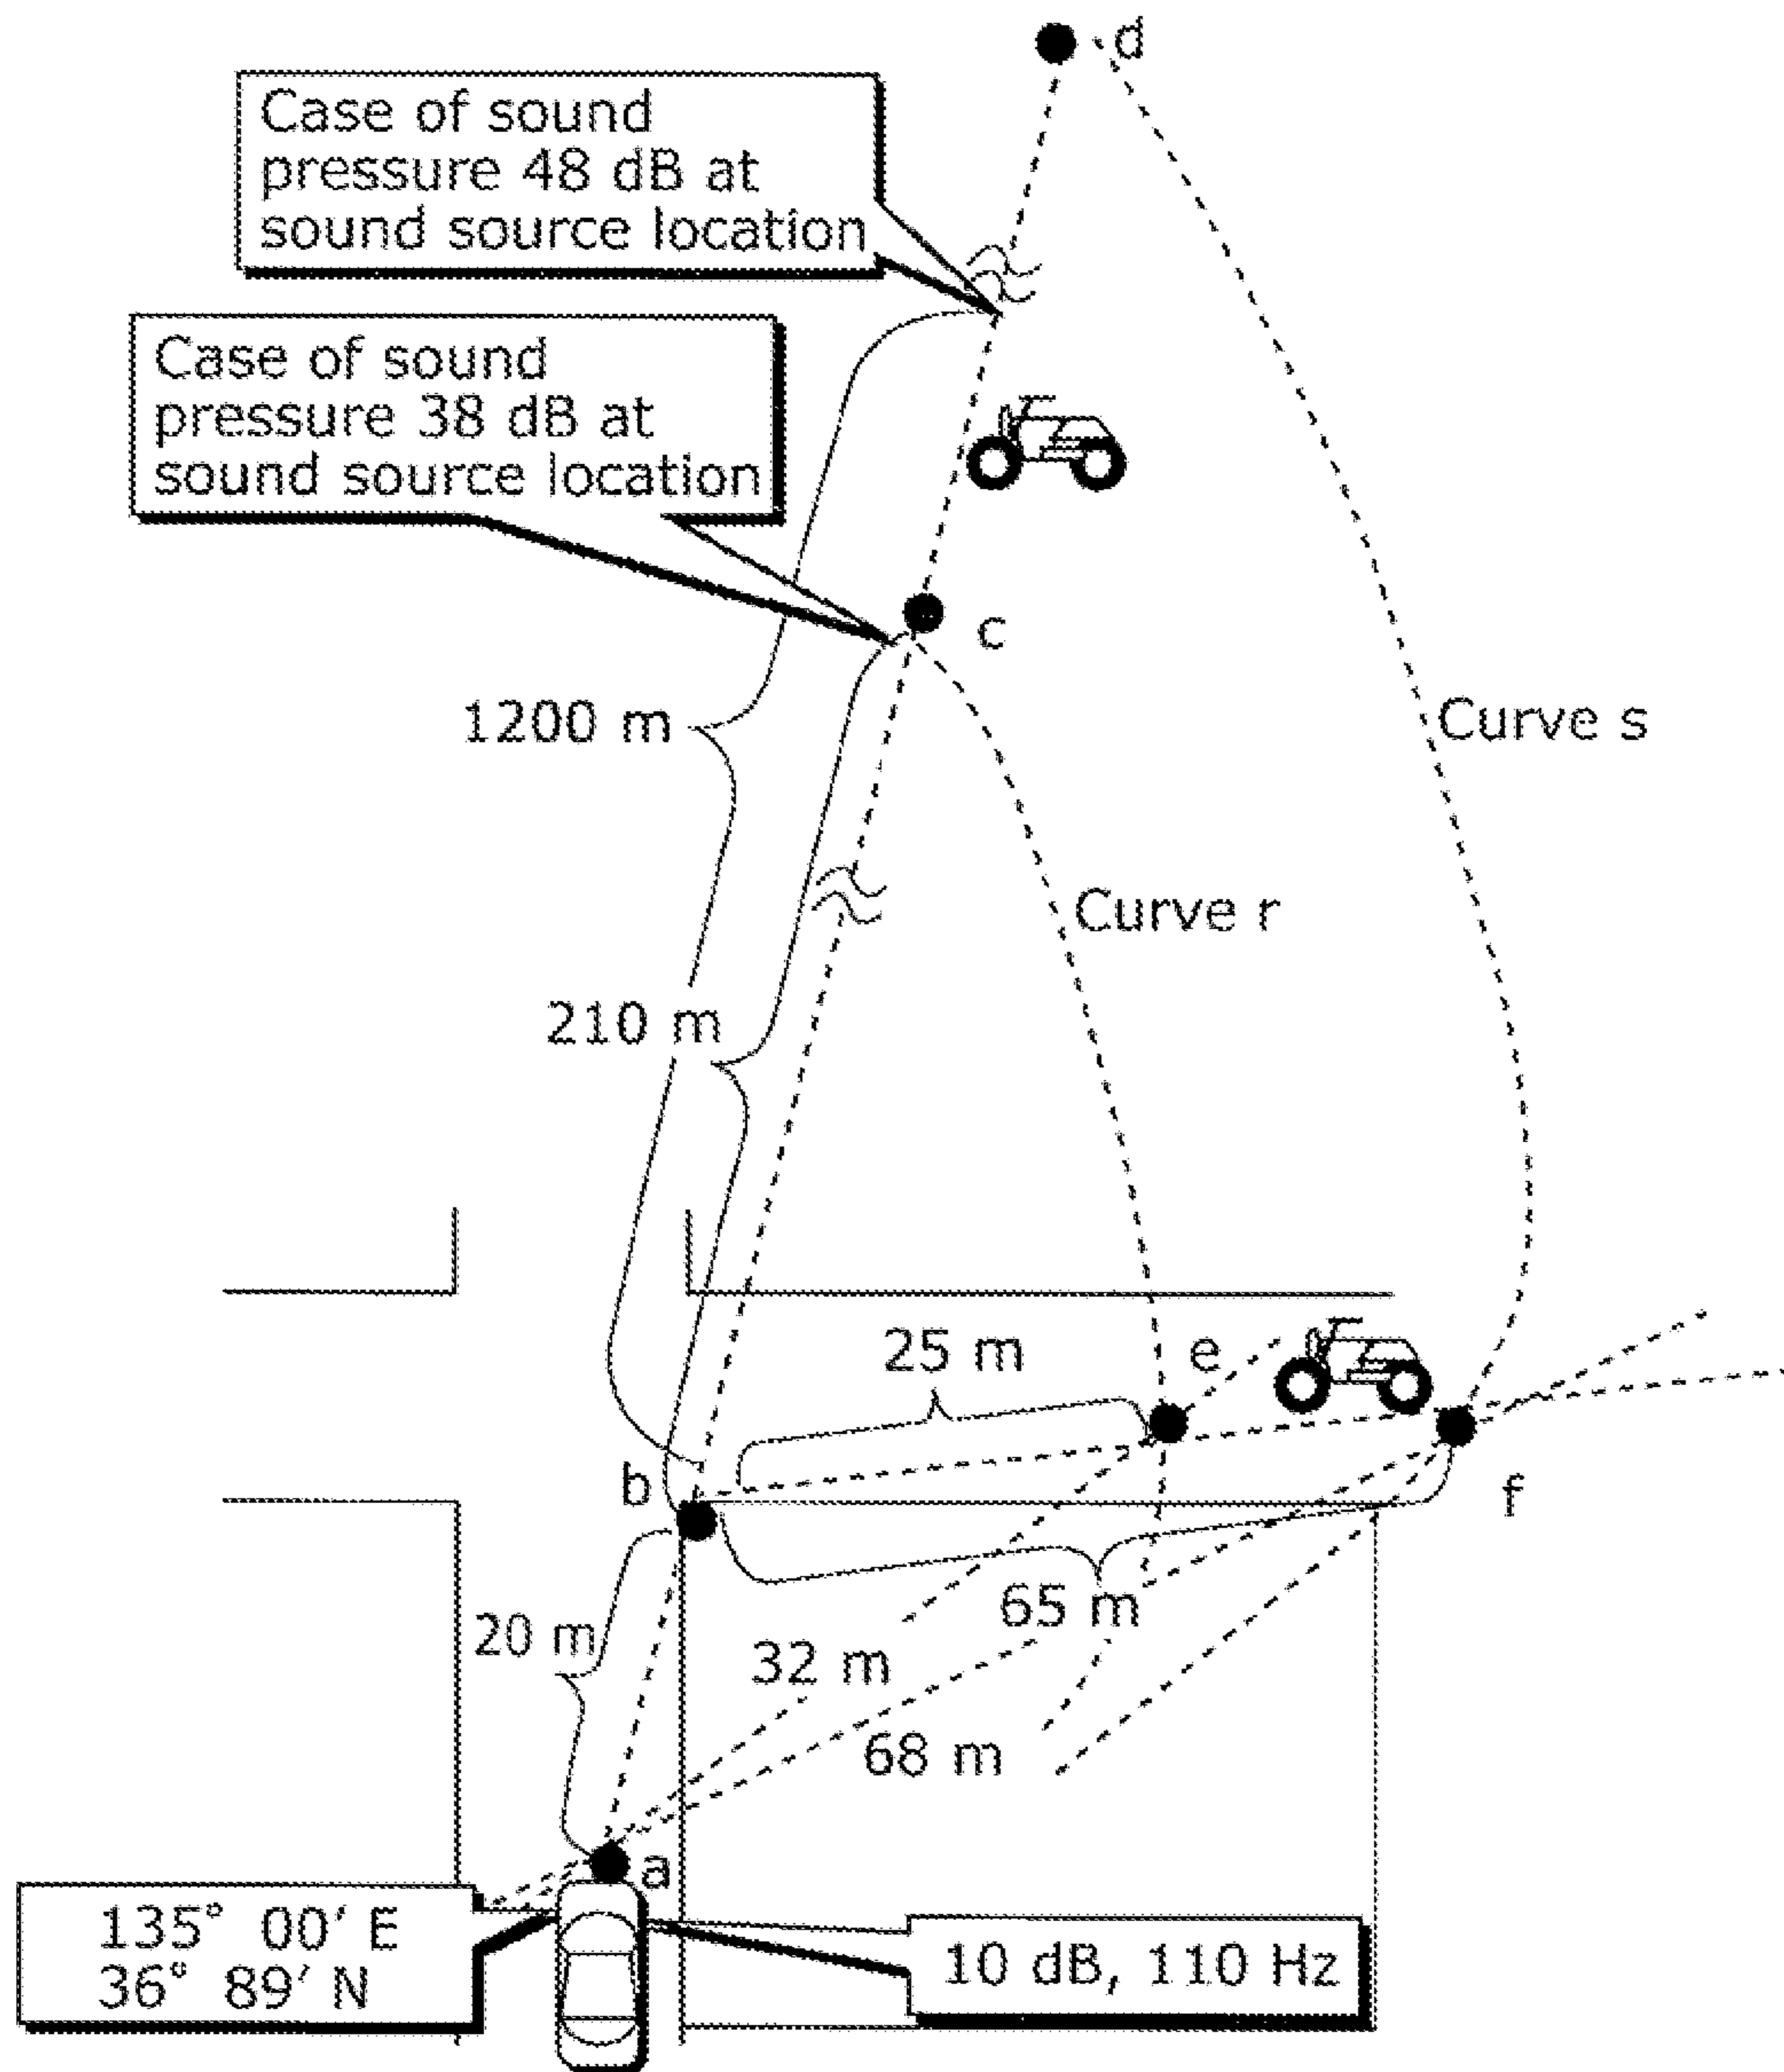 d
Case of sound
pressure 48 dB at
sound source location
Case of sound
pressure 38 dB at
sound source location
c
1200 m
Curve s
Curve r
210 m
25 m
e
b
f
65 m
20 m
32 m
68 m
a
135° 00' E
36° 89' N
10 dB, 110 Hz